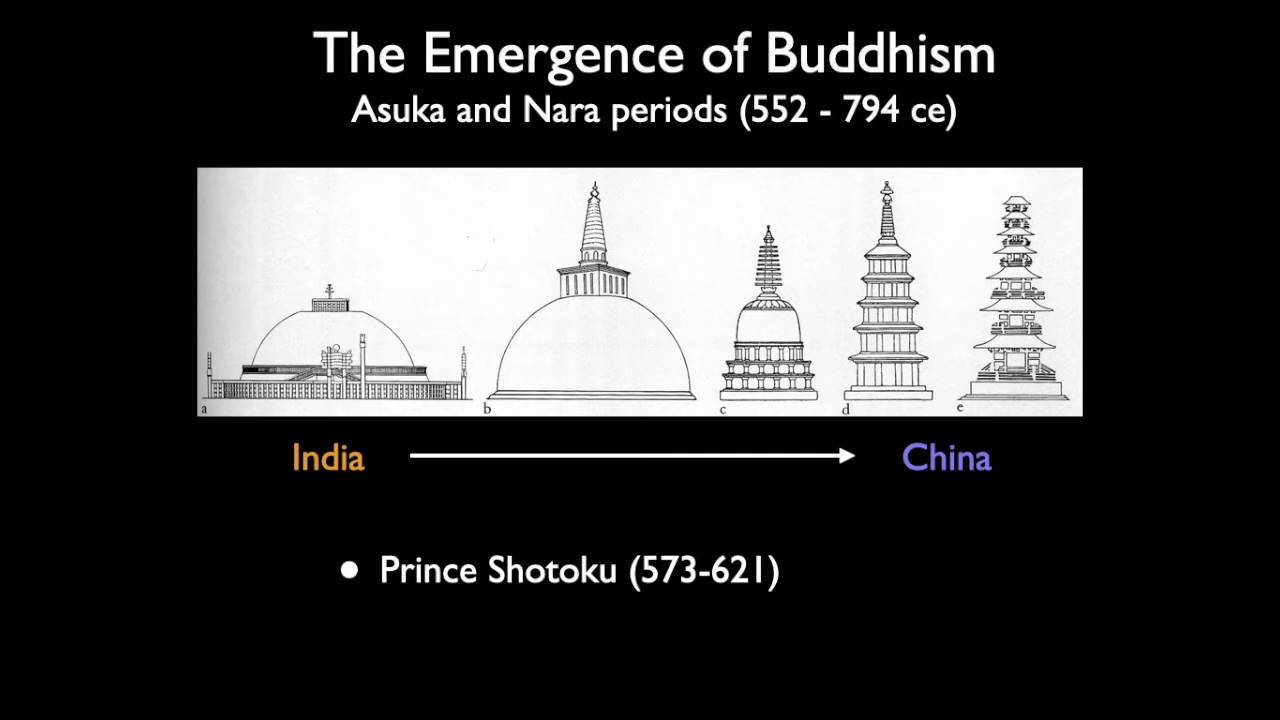 The Emergence of Buddhism
Asuka and Nara periods (552 - 794 ce)
a b c d e
India China
• Prince Shotoku (573-621)